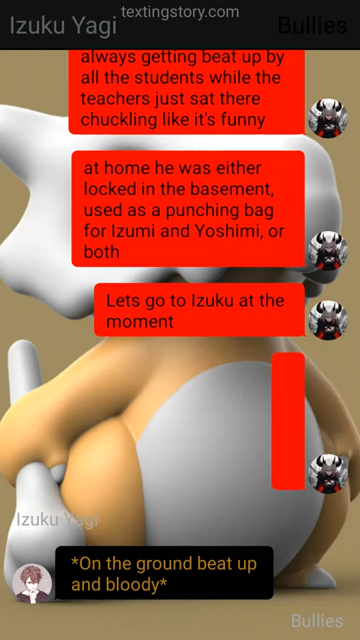 textingstory.com
Izuku Yagi
Bullies
always getting beat up by
all the students while the
teachers just sat there
chuckling like it's funny
at home he was either
locked in the basement,
used as a punching bag
for Izumi and Yoshimi, or
both
Lets go to Izuku at the
moment
Izuku Yagi
*On the ground beat up
and bloody*
Bullies